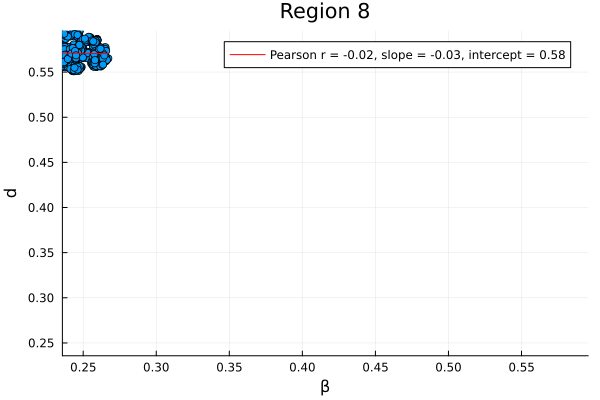 Region 8
Pearson r = -0.02, slope = -0.03, intercept = 0.58
d
0.55
0.50
0.45
0.40
0.35
0.30
0.25
0.25 0.30 0.35 0.40 0.45 0.50 0.55
β